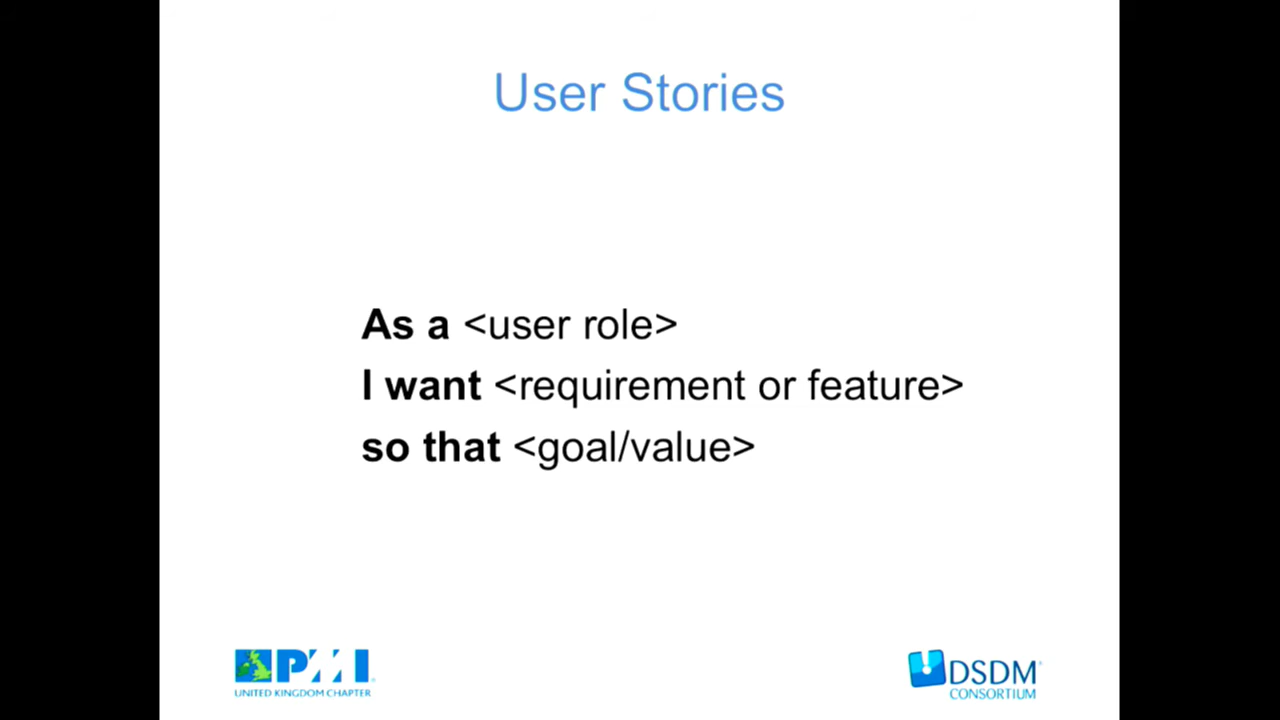 User Stories
As a <user role>
I want <requirement or feature>
so that <goal/value>
PMI
UNITED KINGDOM CHAPTER
DSDM
CONSORTIUM